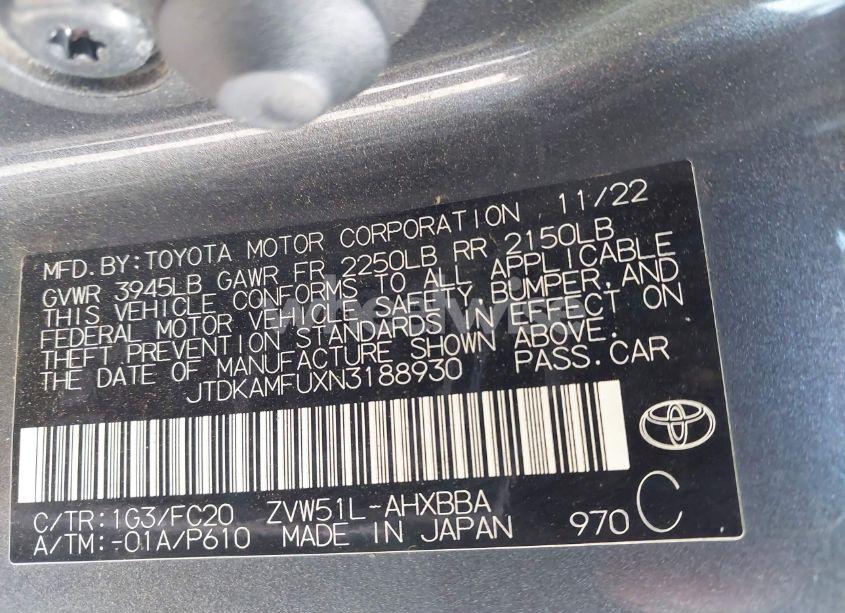 MFD.BY:TOYOTA MOTOR CORPORATION 11/22
GVWR 3945LB GAWR FR 2250LB RR 2150LB
THIS VEHICLE CONFORMS TO ALL APPLICABLE
FEDERAL MOTOR VEHICLE SAFETY, BUMPER, AND
THEFT PREVENTION STANDARDS IN EFFECT ON
THE DATE OF MANUFACTURE SHOWN ABOVE.
JTDKAMFUXN3188930 PASS.CAR
C/TR:1G3/FC20 ZVW51L-AHXBBA
A/TM:-01A/P610 MADE IN JAPAN 970 C